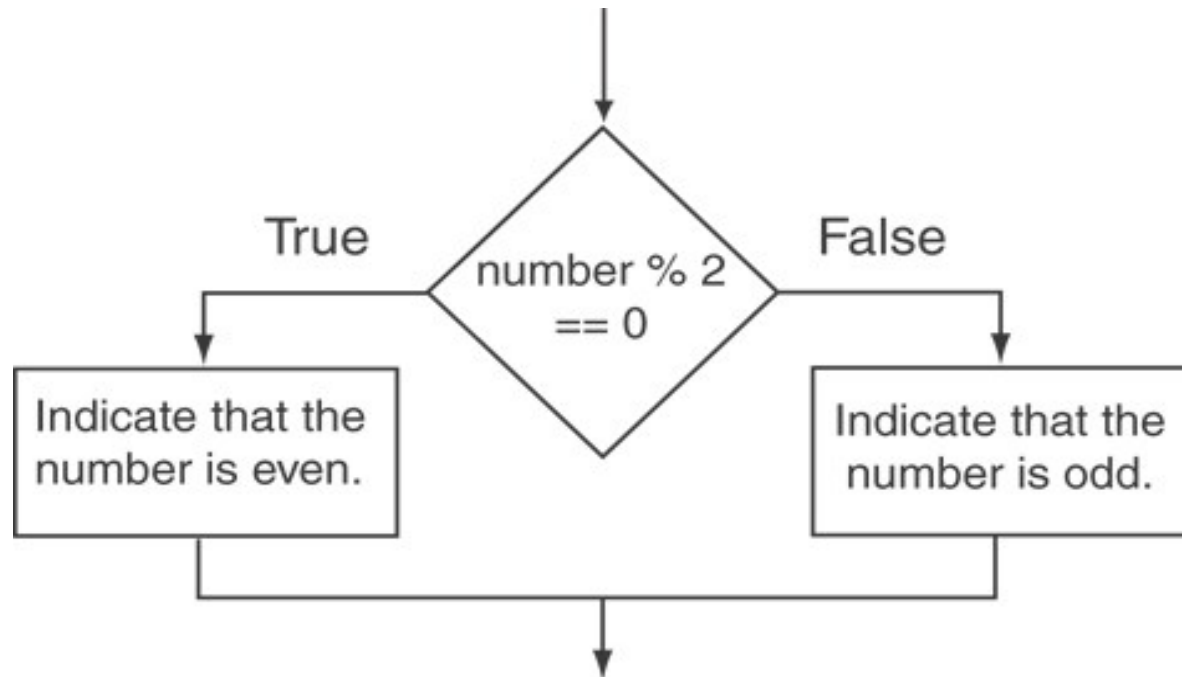 True
False
number % 2
== 0
Indicate that the
number is even.
Indicate that the
number is odd.